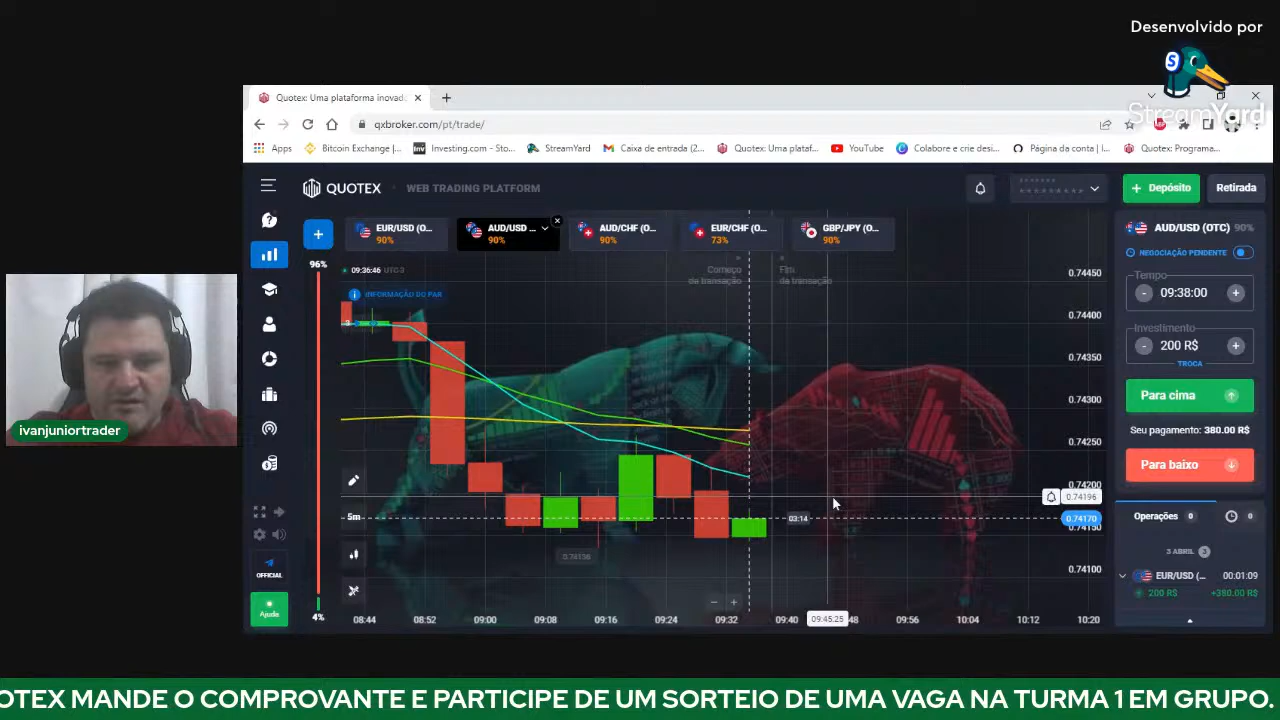 Desenvolvido por
StreamYard
Quotex: Uma plataforma inovad
qxbroker.com/pt/trade/
Apps
Bitcoin Exchange |...
Investing.com - Sto...
StreamYard
Caixa de entrada (2...
Quotex: Uma plataf...
YouTube
Colabore e crie desi...
Página da conta | I...
Quotex: Programa...
QUOTEX
WEB TRADING PLATFORM
Depósito
Retirada
EUR/USD (O...
90%
AUD/USD ...
90%
AUD/CHF (O...
90%
EUR/CHF (O...
73%
GBP/JPY (O...
90%
AUD/USD (OTC) 90%
96%
09:36:46 UTC-3
Começo
da transação
Fim
da transação
INFORMAÇÃO DO PAR
NEGOCIAÇÃO PENDENTE
Tempo
09:38:00
Investimento
200 R$
TROCA
Para cima
Seu pagamento: 380.00 R$
Para baixo
0.74450
0.74400
0.74350
0.74300
0.74250
0.74200
0.74196
0.74170
0.74150
0.74100
3
5m
03:14
0.74136
Operações 0
0
3 ABRIL 3
EUR/USD (...
00:01:09
200 R$
+380.00 R$
OFFICIAL
Ajuda
4%
08:44
08:52
09:00
09:08
09:16
09:24
09:32
09:40
09:45:25
48
09:56
10:04
10:12
10:20
ivanjuniortrader
OTEX MANDE O COMPROVANTE E PARTICIPE DE UM SORTEIO DE UMA VAGA NA TURMA 1 EM GRUPO.